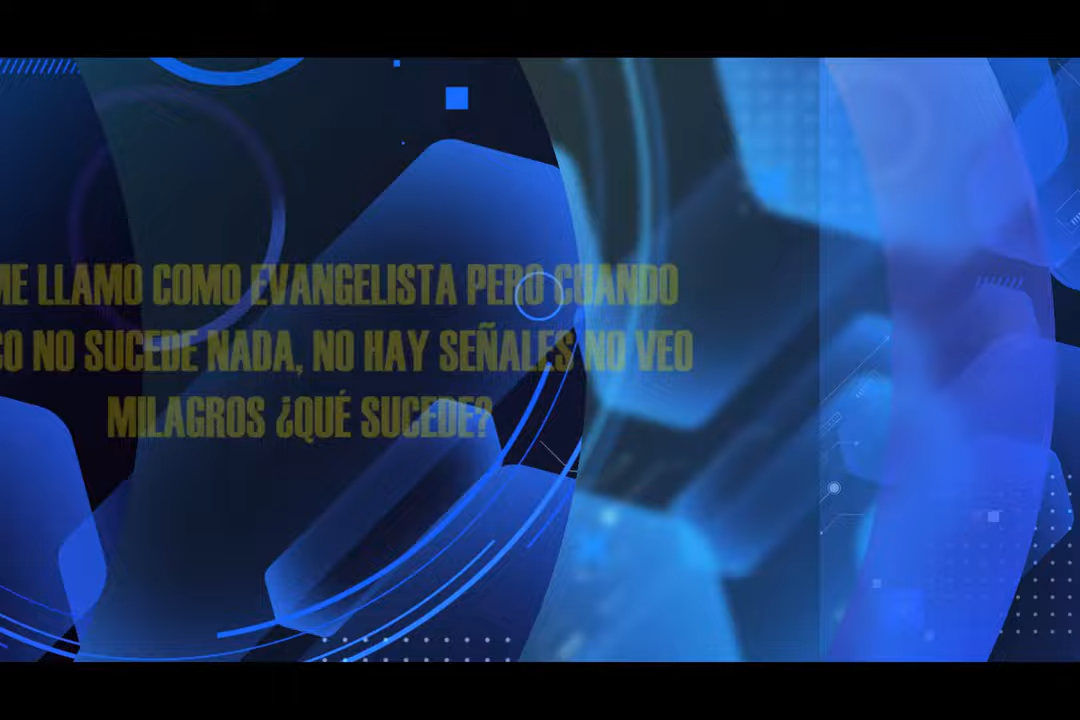 ME LLAMO COMO EVANGELISTA PERO CUANDO
NO SUCEDE NADA, NO HAY SEÑALES NO VEO
MILAGROS ¿QUÉ SUCEDE?